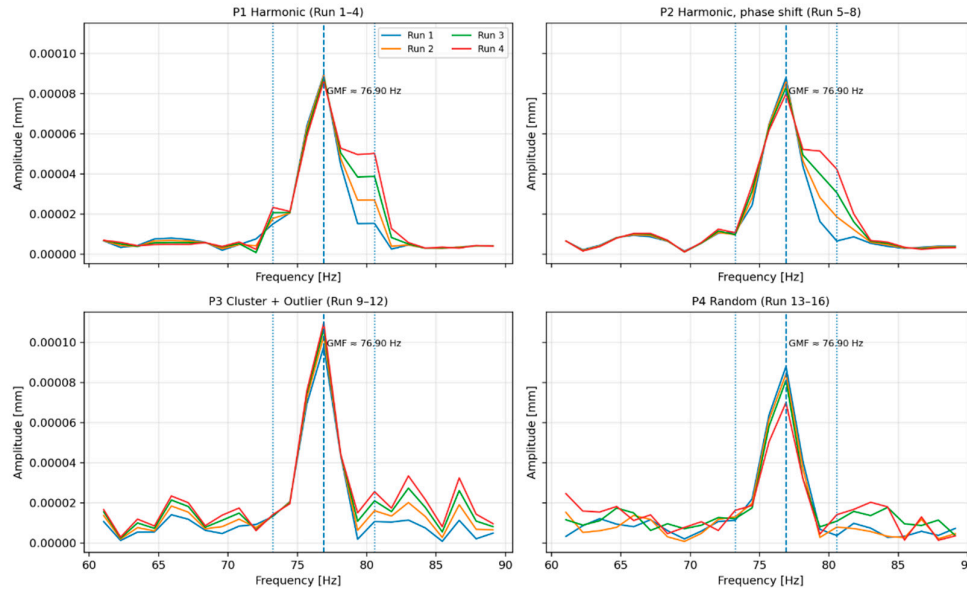 P1 Harmonic (Run 1–4)
P2 Harmonic, phase shift (Run 5–8)
Run 1
Run 3
Run 2
Run 4
0.00010
0.00008
0.00006
0.00004
0.00002
0.00000
Amplitude [mm]
Amplitude [mm]
GMF ≈ 76.90 Hz
GMF ≈ 76.90 Hz
Frequency [Hz]
Frequency [Hz]
P3 Cluster + Outlier (Run 9–12)
P4 Random (Run 13–16)
0.00010
0.00008
0.00006
0.00004
0.00002
0.00000
Amplitude [mm]
Amplitude [mm]
GMF ≈ 76.90 Hz
GMF ≈ 76.90 Hz
60 65 70 75 80 85 90
60 65 70 75 80 85
Frequency [Hz]
Frequency [Hz]